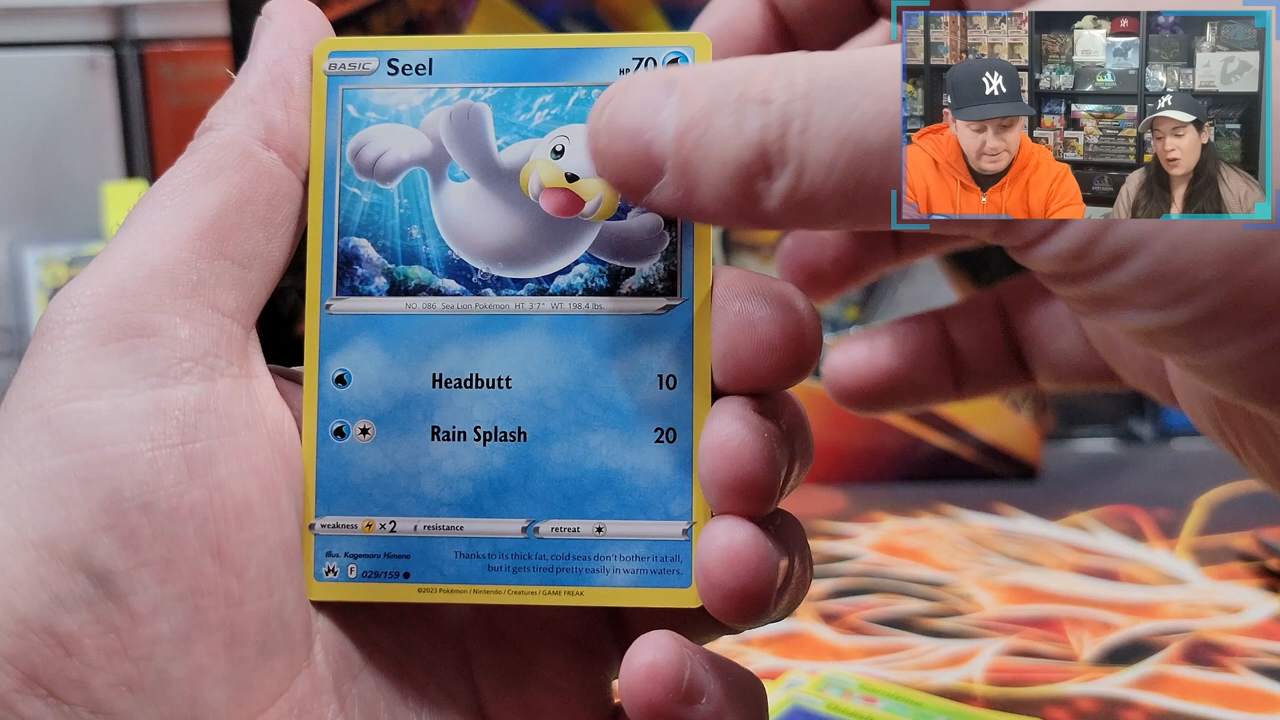 BASIC Seel HP 70
NO. 086 Sea Lion Pokémon HT: 3'7" WT: 198.4 lbs.
Headbutt 10
Rain Splash 20
weakness ×2 resistance retreat
Illus. Kagemaru Himeno
Thanks to its thick fat, cold seas don't bother it at all,
but it gets tired pretty easily in warm waters.
F 029/159
©2023 Pokémon / Nintendo / Creatures / GAME FREAK